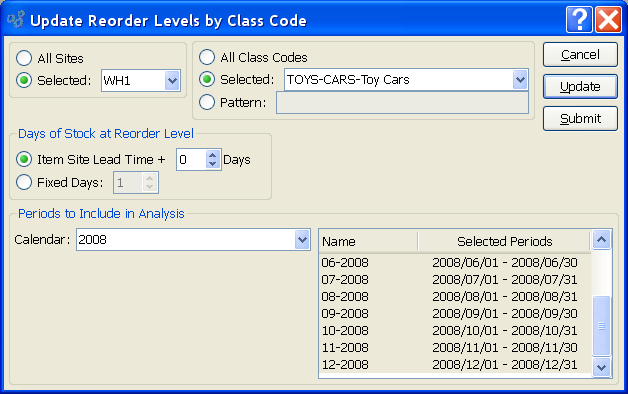 Update Reorder Levels by Class Code
All Sites
Selected: WH1
All Class Codes
Selected: TOYS-CARS-Toy Cars
Pattern:
Cancel
Update
Submit
Days of Stock at Reorder Level
Item Site Lead Time + 0 Days
Fixed Days: 1
Periods to Include in Analysis
Calendar: 2008
Name Selected Periods
06-2008 2008/06/01 - 2008/06/30
07-2008 2008/07/01 - 2008/07/31
08-2008 2008/08/01 - 2008/08/31
09-2008 2008/09/01 - 2008/09/30
10-2008 2008/10/01 - 2008/10/31
11-2008 2008/11/01 - 2008/11/30
12-2008 2008/12/01 - 2008/12/31